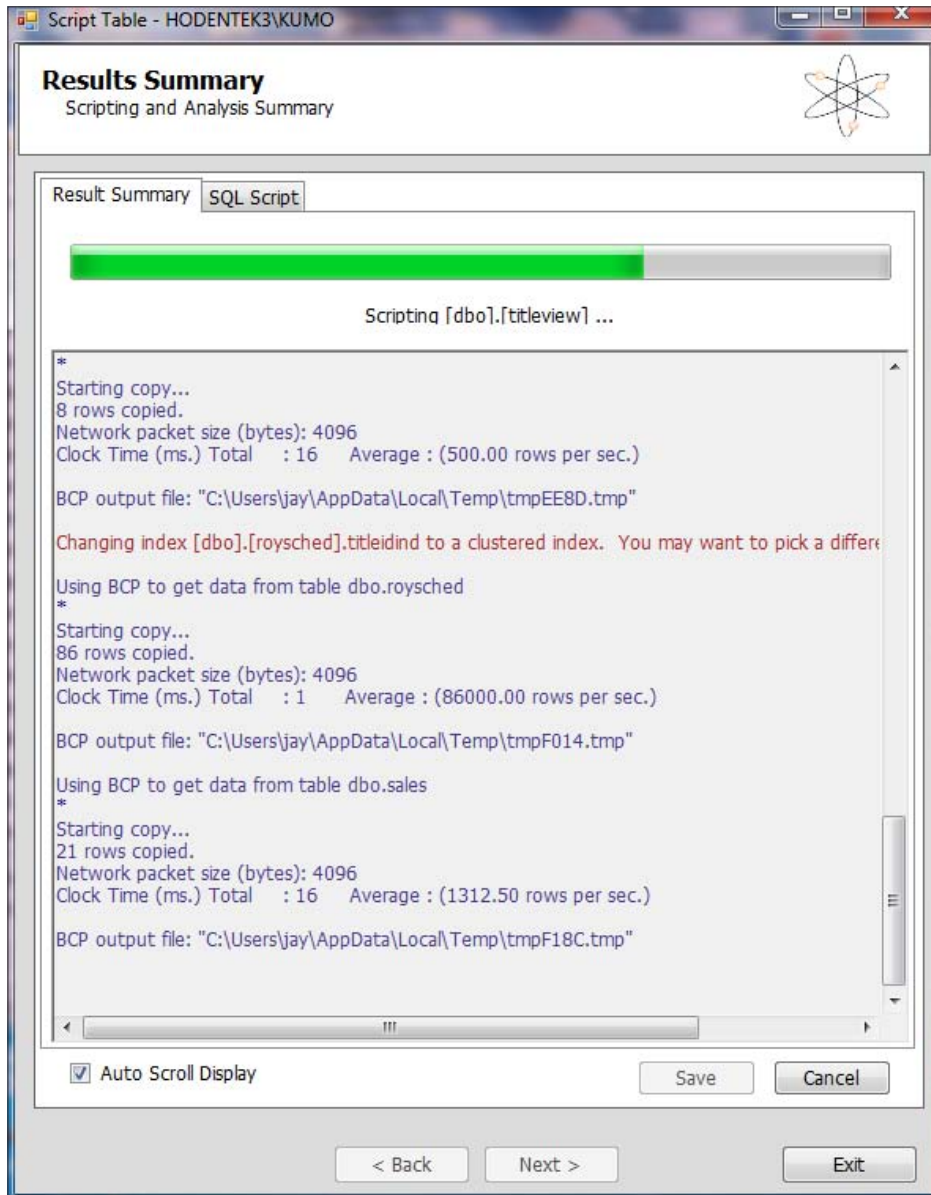 Script Table - HODENTEK3\KUMO
Results Summary
Scripting and Analysis Summary
Result Summary
SQL Script
Scripting [dbo].[titleview] ...
*
Starting copy...
8 rows copied.
Network packet size (bytes): 4096
Clock Time (ms.) Total : 16 Average : (500.00 rows per sec.)
BCP output file: "C:\Users\jay\AppData\Local\Temp\tmpEE8D.tmp"
Changing index [dbo].[roysched].titleidind to a clustered index. You may want to pick a differe
Using BCP to get data from table dbo.roysched
*
Starting copy...
86 rows copied.
Network packet size (bytes): 4096
Clock Time (ms.) Total : 1 Average : (86000.00 rows per sec.)
BCP output file: "C:\Users\jay\AppData\Local\Temp\tmpF014.tmp"
Using BCP to get data from table dbo.sales
*
Starting copy...
21 rows copied.
Network packet size (bytes): 4096
Clock Time (ms.) Total : 16 Average : (1312.50 rows per sec.)
BCP output file: "C:\Users\jay\AppData\Local\Temp\tmpF18C.tmp"
Auto Scroll Display
Save
Cancel
< Back
Next >
Exit